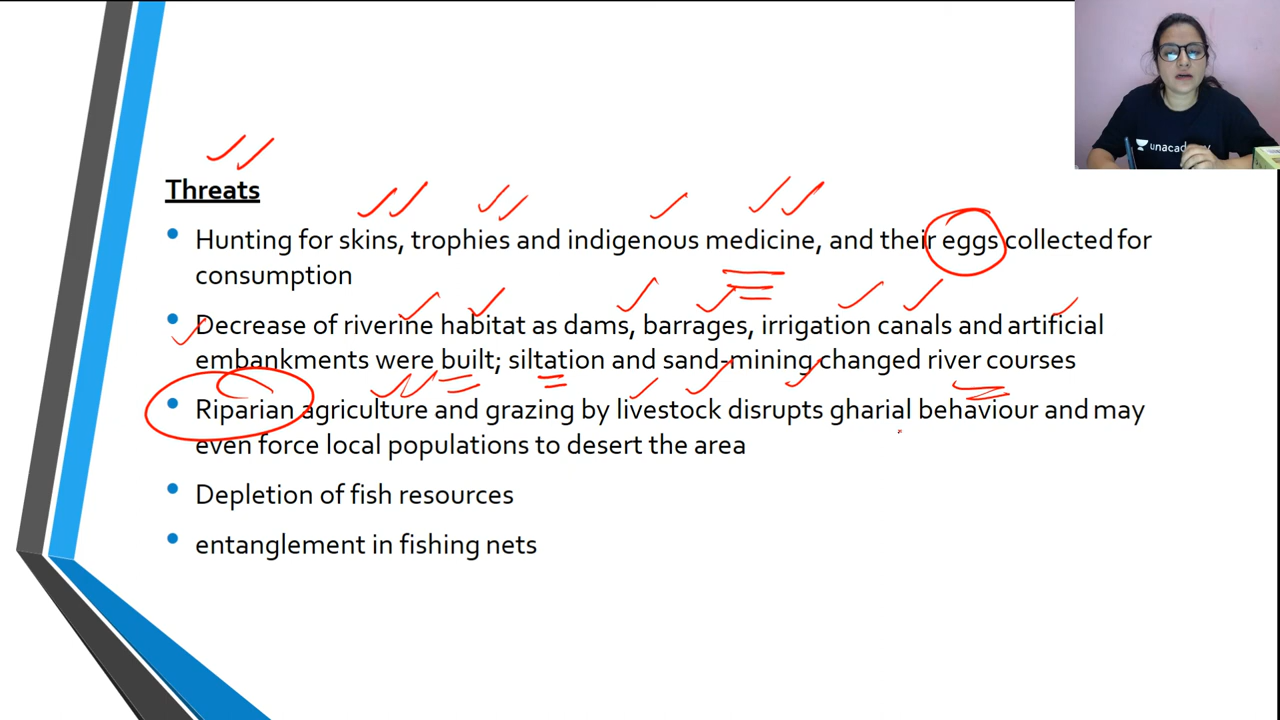 unacademy
Threats
Hunting for skins, trophies and indigenous medicine, and their eggs collected for
consumption
Decrease of riverine habitat as dams, barrages, irrigation canals and artificial
embankments were built; siltation and sand-mining changed river courses
Riparian agriculture and grazing by livestock disrupts gharial behaviour and may
even force local populations to desert the area
Depletion of fish resources
entanglement in fishing nets